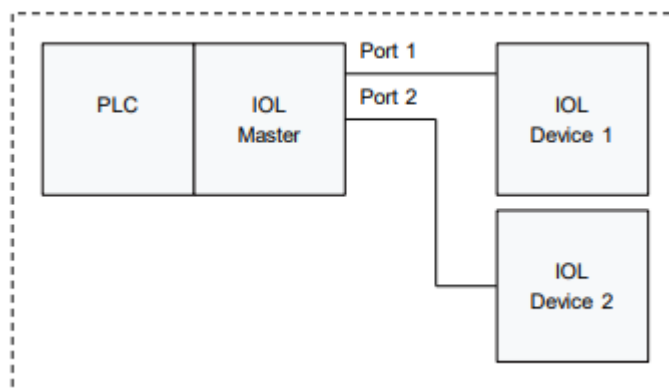 Port 1
PLC
IOL
Master
Port 2
IOL
Device 1
IOL
Device 2